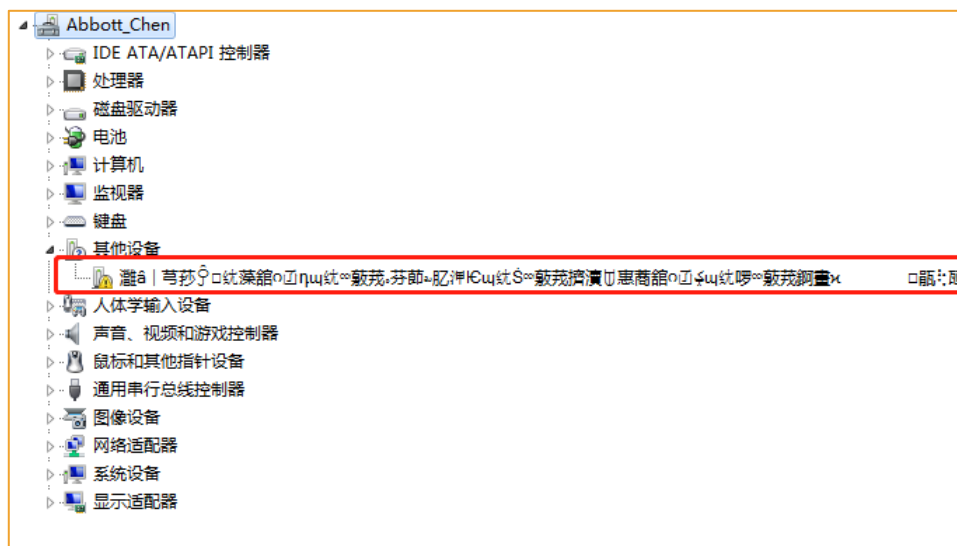 Abbott_Chen
IDE ATA/ATAPI 控制器
处理器
磁盘驱动器
电池
计算机
监视器
键盘
其他设备
人体学输入设备
声音、视频和游戏控制器
鼠标和其他指针设备
通用串行总线控制器
图像设备
网络适配器
系统设备
显示适配器